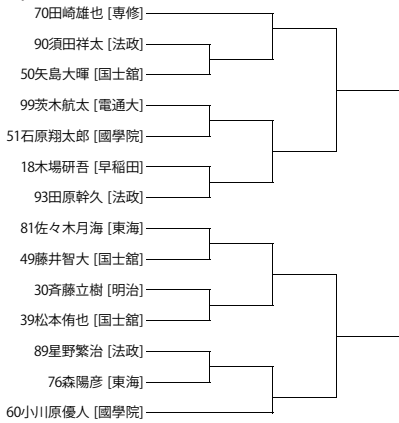 70田崎雄也 [専修]
90須田祥太 [法政]
50矢島大暉 [国士舘]
99茨木航太 [電通大]
51石原翔太郎 [國學院]
18木場研吾 [早稲田]
93田原幹久 [法政]
81佐々木月海 [東海]
49藤井智大 [国士舘]
30斉藤立樹 [明治]
39松本侑也 [国士舘]
89星野繁治 [法政]
76森陽彦 [東海]
60小川原優人 [國學院]